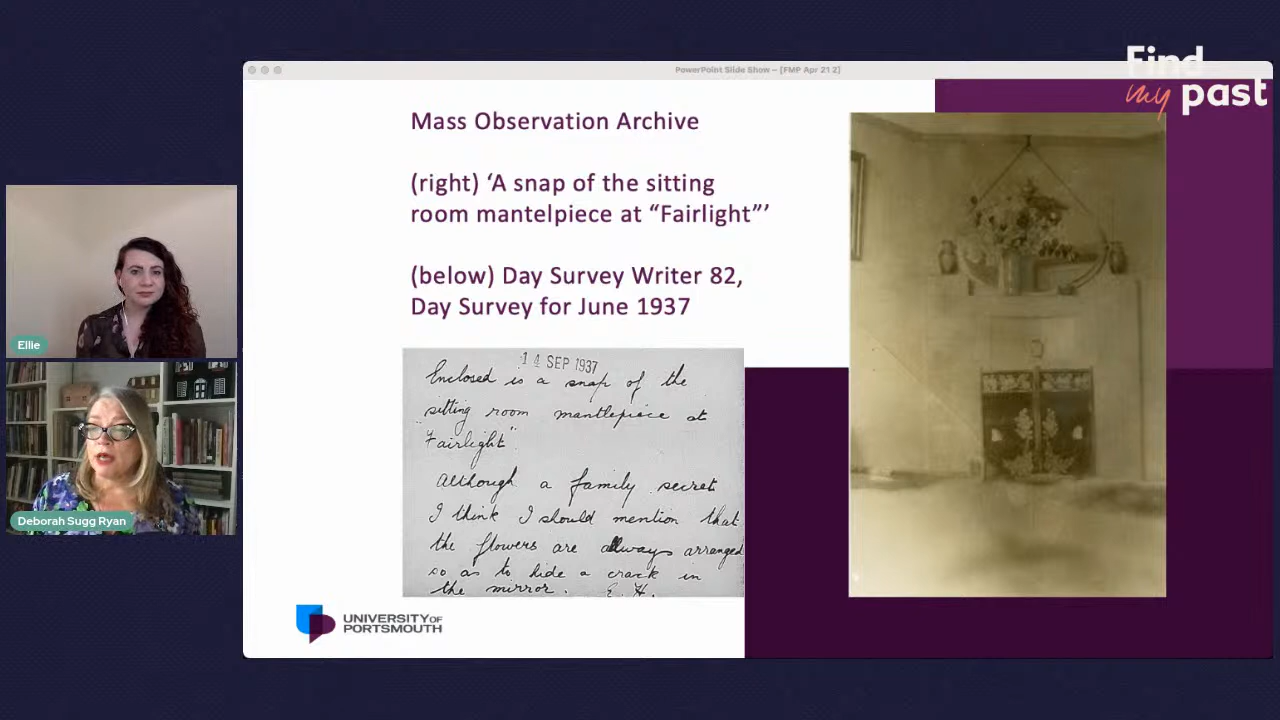 PowerPoint Slide Show – [FMP Apr 21 2]
Find
my past
Mass Observation Archive
(right) ‘A snap of the sitting
room mantelpiece at “Fairlight”’
(below) Day Survey Writer 82,
Day Survey for June 1937
14 SEP 1937
Enclosed is a snap of the
sitting room mantlepiece at
"Fairlight".
Although a family secret
I think I should mention that
the flowers are allways arranged
so as to hide a crack in
the mirror. E. H.
UNIVERSITY OF
PORTSMOUTH
Ellie
Deborah Sugg Ryan